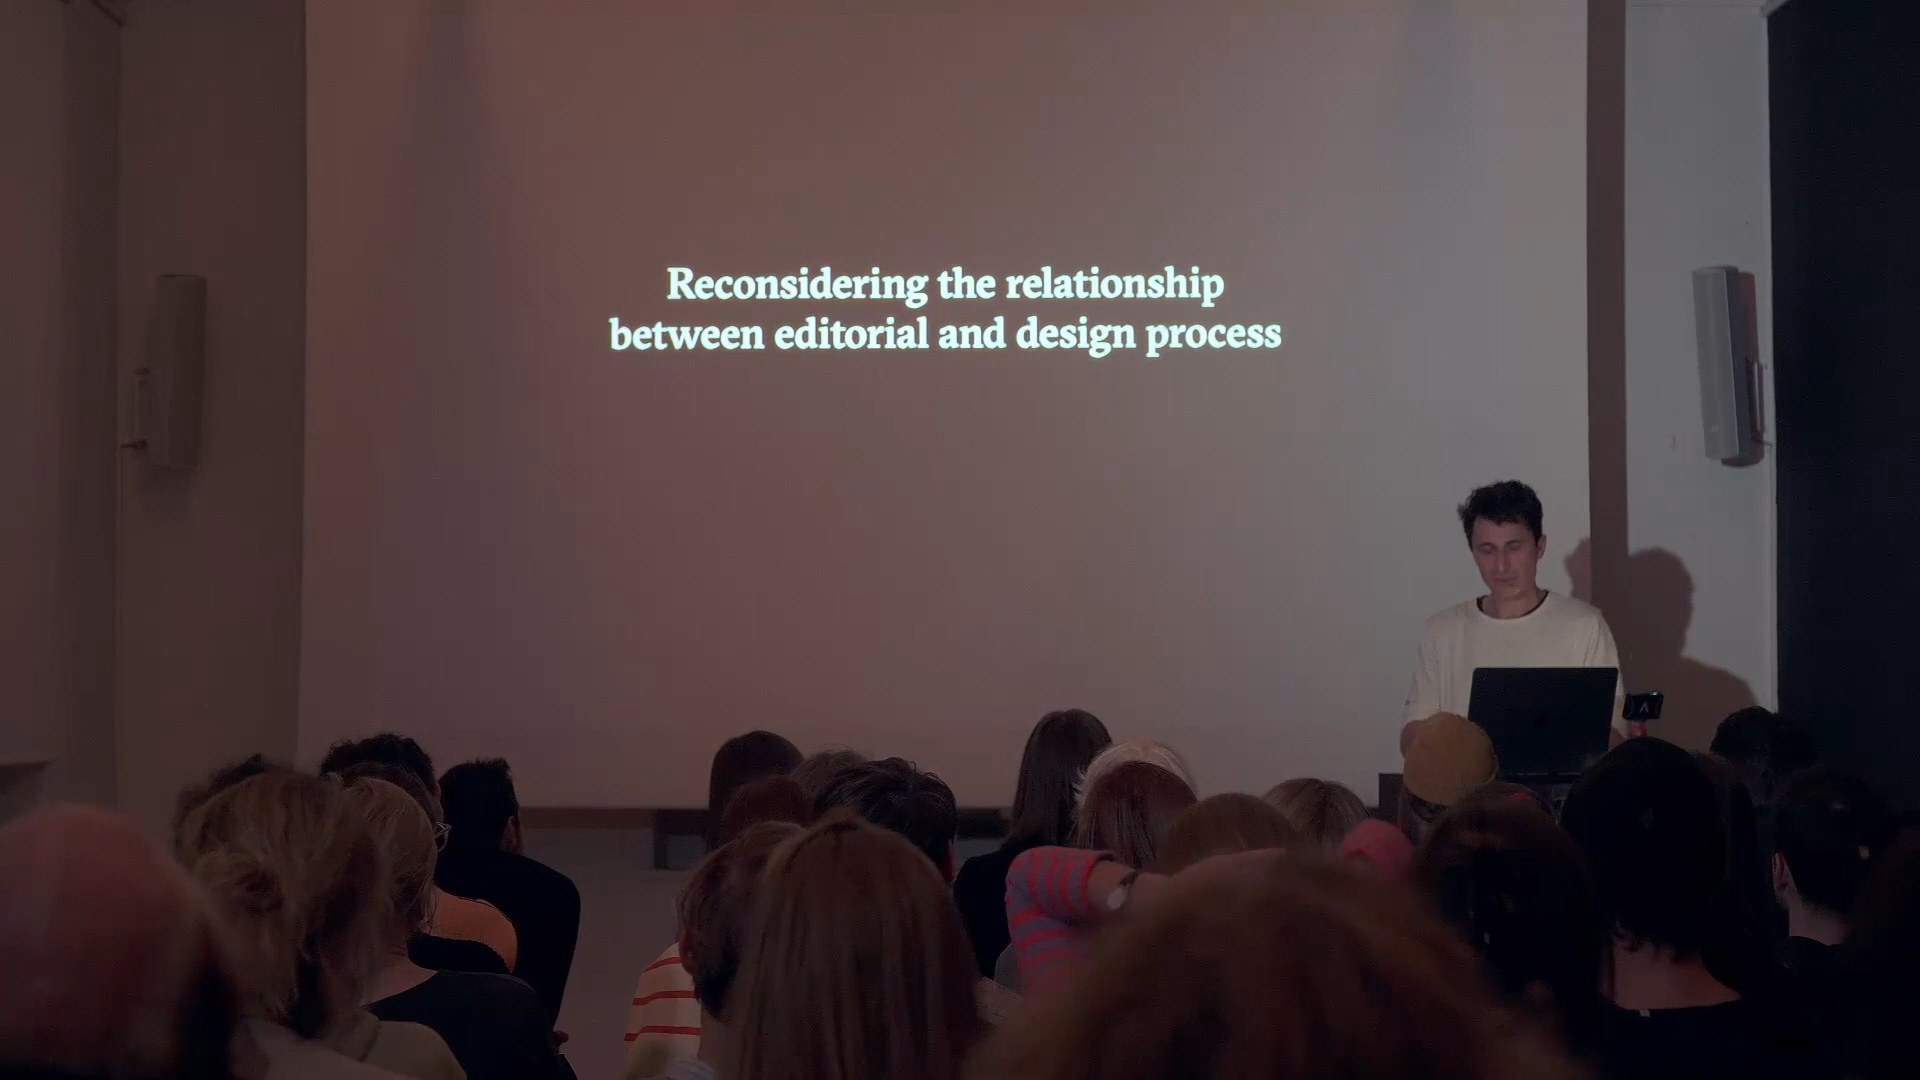 Reconsidering the relationship
between editorial and design process